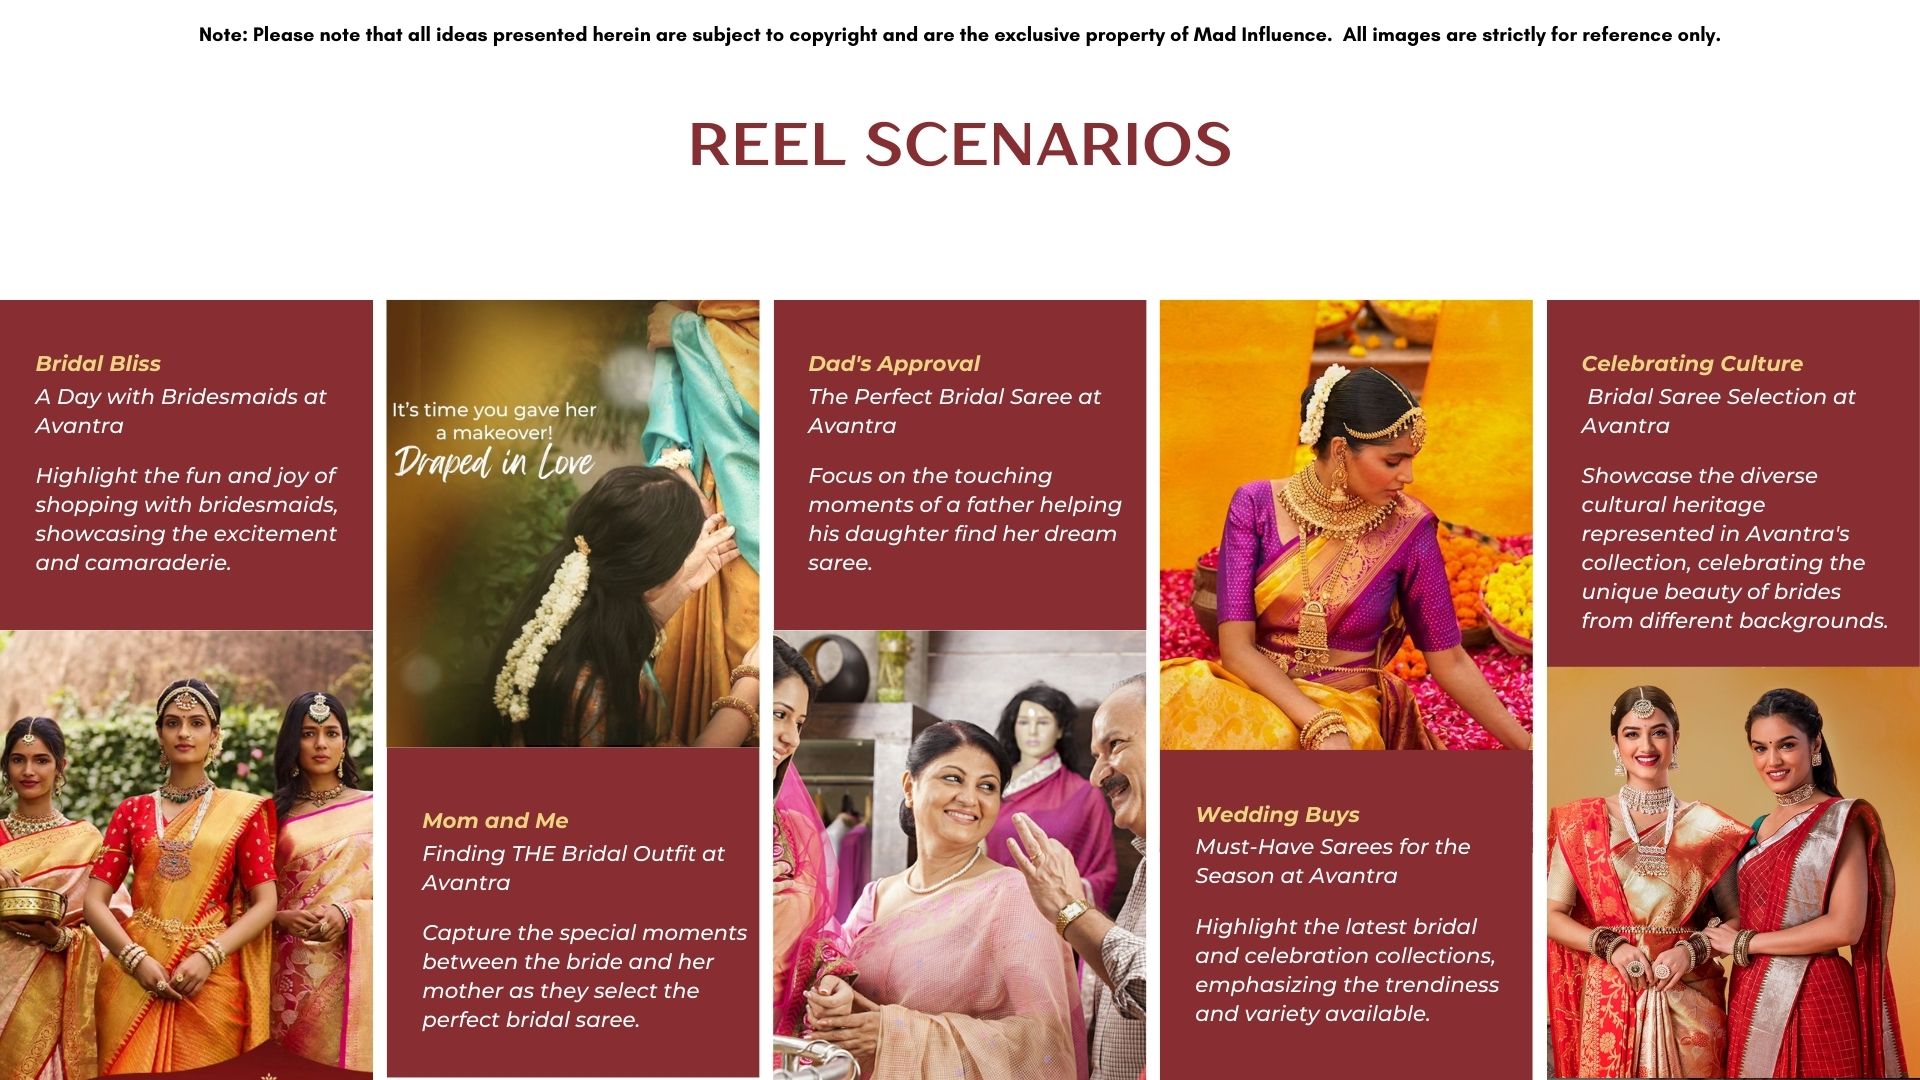 Note: Please note that all ideas presented herein are subject to copyright and are the exclusive property of Mad Influence.  All images are strictly for reference only.
REEL SCENARIOS
Bridal Bliss
A Day with Bridesmaids at
Avantra
Highlight the fun and joy of
shopping with bridesmaids,
showcasing the excitement
and camaraderie.
It's time you gave her
a makeover!
Draped in Love
Mom and Me
Finding THE Bridal Outfit at
Avantra
Capture the special moments
between the bride and her
mother as they select the
perfect bridal saree.
Dad's Approval
The Perfect Bridal Saree at
Avantra
Focus on the touching
moments of a father helping
his daughter find her dream
saree.
Wedding Buys
Must-Have Sarees for the
Season at Avantra
Highlight the latest bridal
and celebration collections,
emphasizing the trendiness
and variety available.
Celebrating Culture
Bridal Saree Selection at
Avantra
Showcase the diverse
cultural heritage
represented in Avantra's
collection, celebrating the
unique beauty of brides
from different backgrounds.